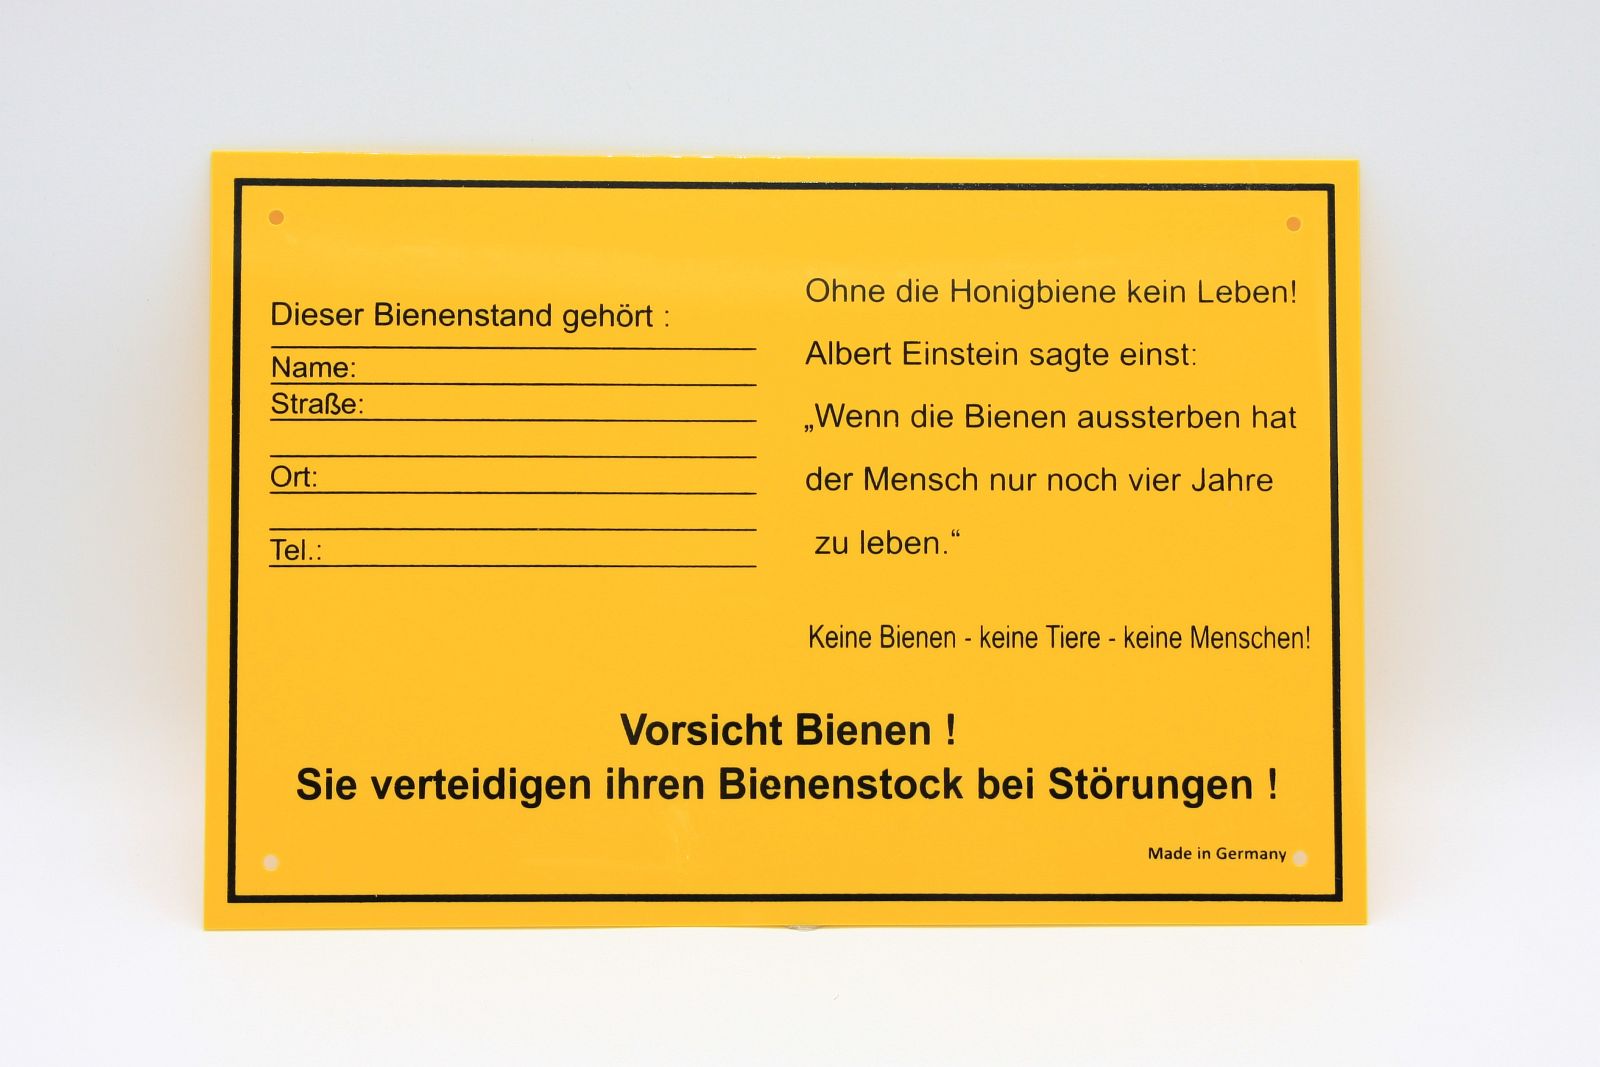 Dieser Bienenstand gehört :
Name:
Straße:
Ort:
Tel.:
Ohne die Honigbiene kein Leben!
Albert Einstein sagte einst:
„Wenn die Bienen aussterben hat
der Mensch nur noch vier Jahre
zu leben.“
Keine Bienen - keine Tiere - keine Menschen!
Vorsicht Bienen !
Sie verteidigen ihren Bienenstock bei Störungen !
Made in Germany